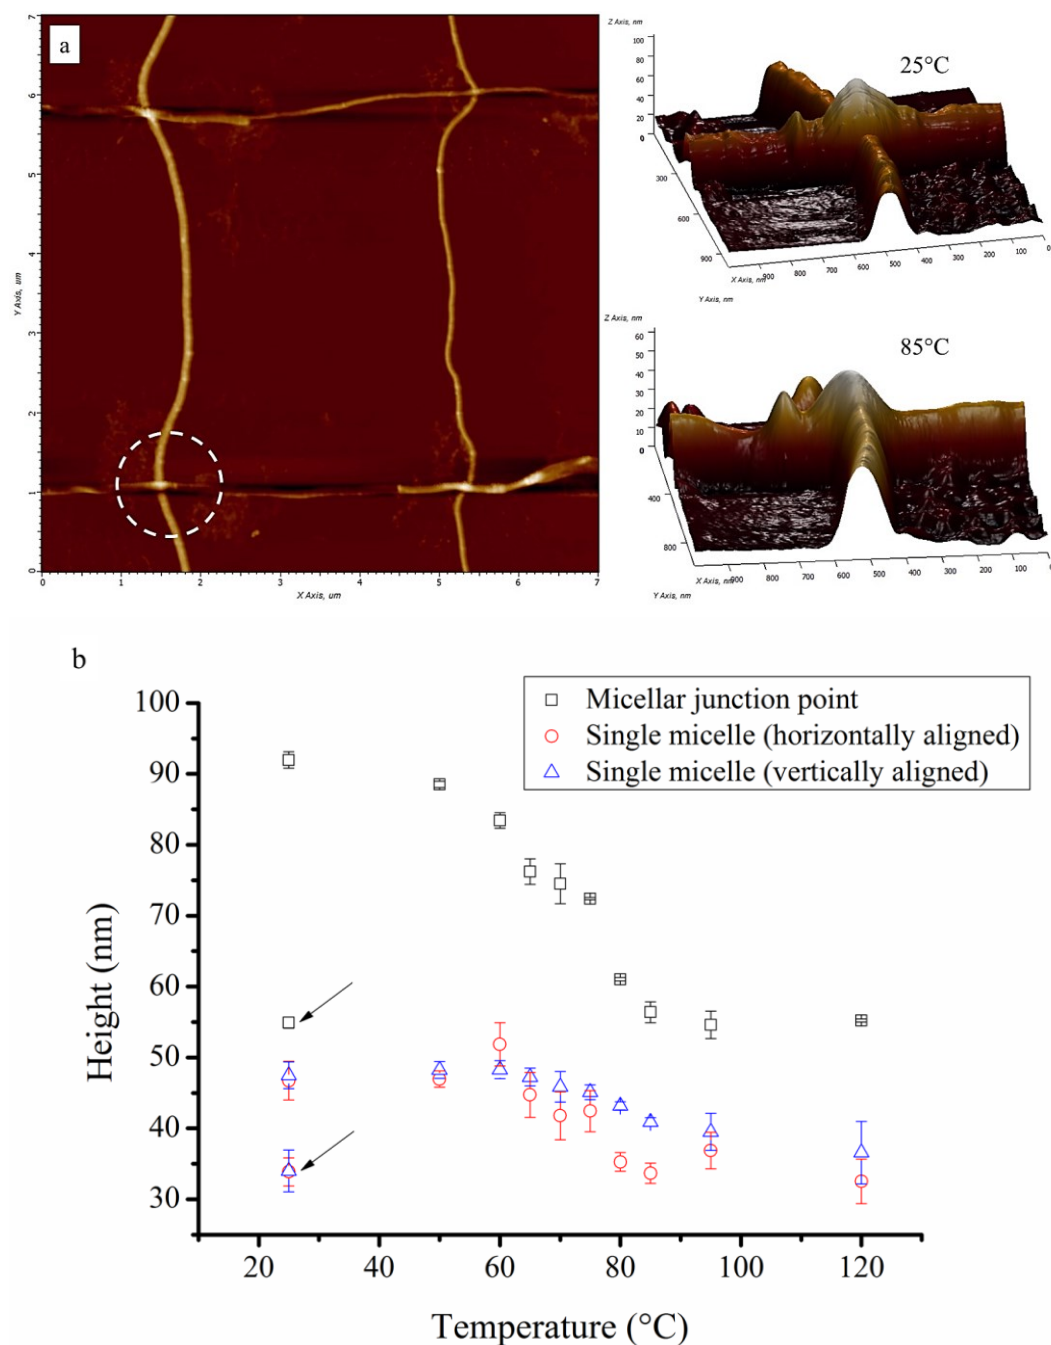 a
7
6
5
4
3
2
1
0
Y Axis, um
0 1 2 3 4 5 6 7
X Axis, um
Z Axis, nm
25°C
100
80
60
40
20
0
300
600
900
900 800 700 600 500 400 300 200 100 0
X Axis, nm
Y Axis, nm
Z Axis, nm
85°C
60
50
40
30
20
10
0
400
800
900 800 700 600 500 400 300 200 100 0
X Axis, nm
Y Axis, nm
b
Micellar junction point
Single micelle (horizontally aligned)
Single micelle (vertically aligned)
100
90
80
70
60
50
40
30
Height (nm)
20 40 60 80 100 120
Temperature (°C)